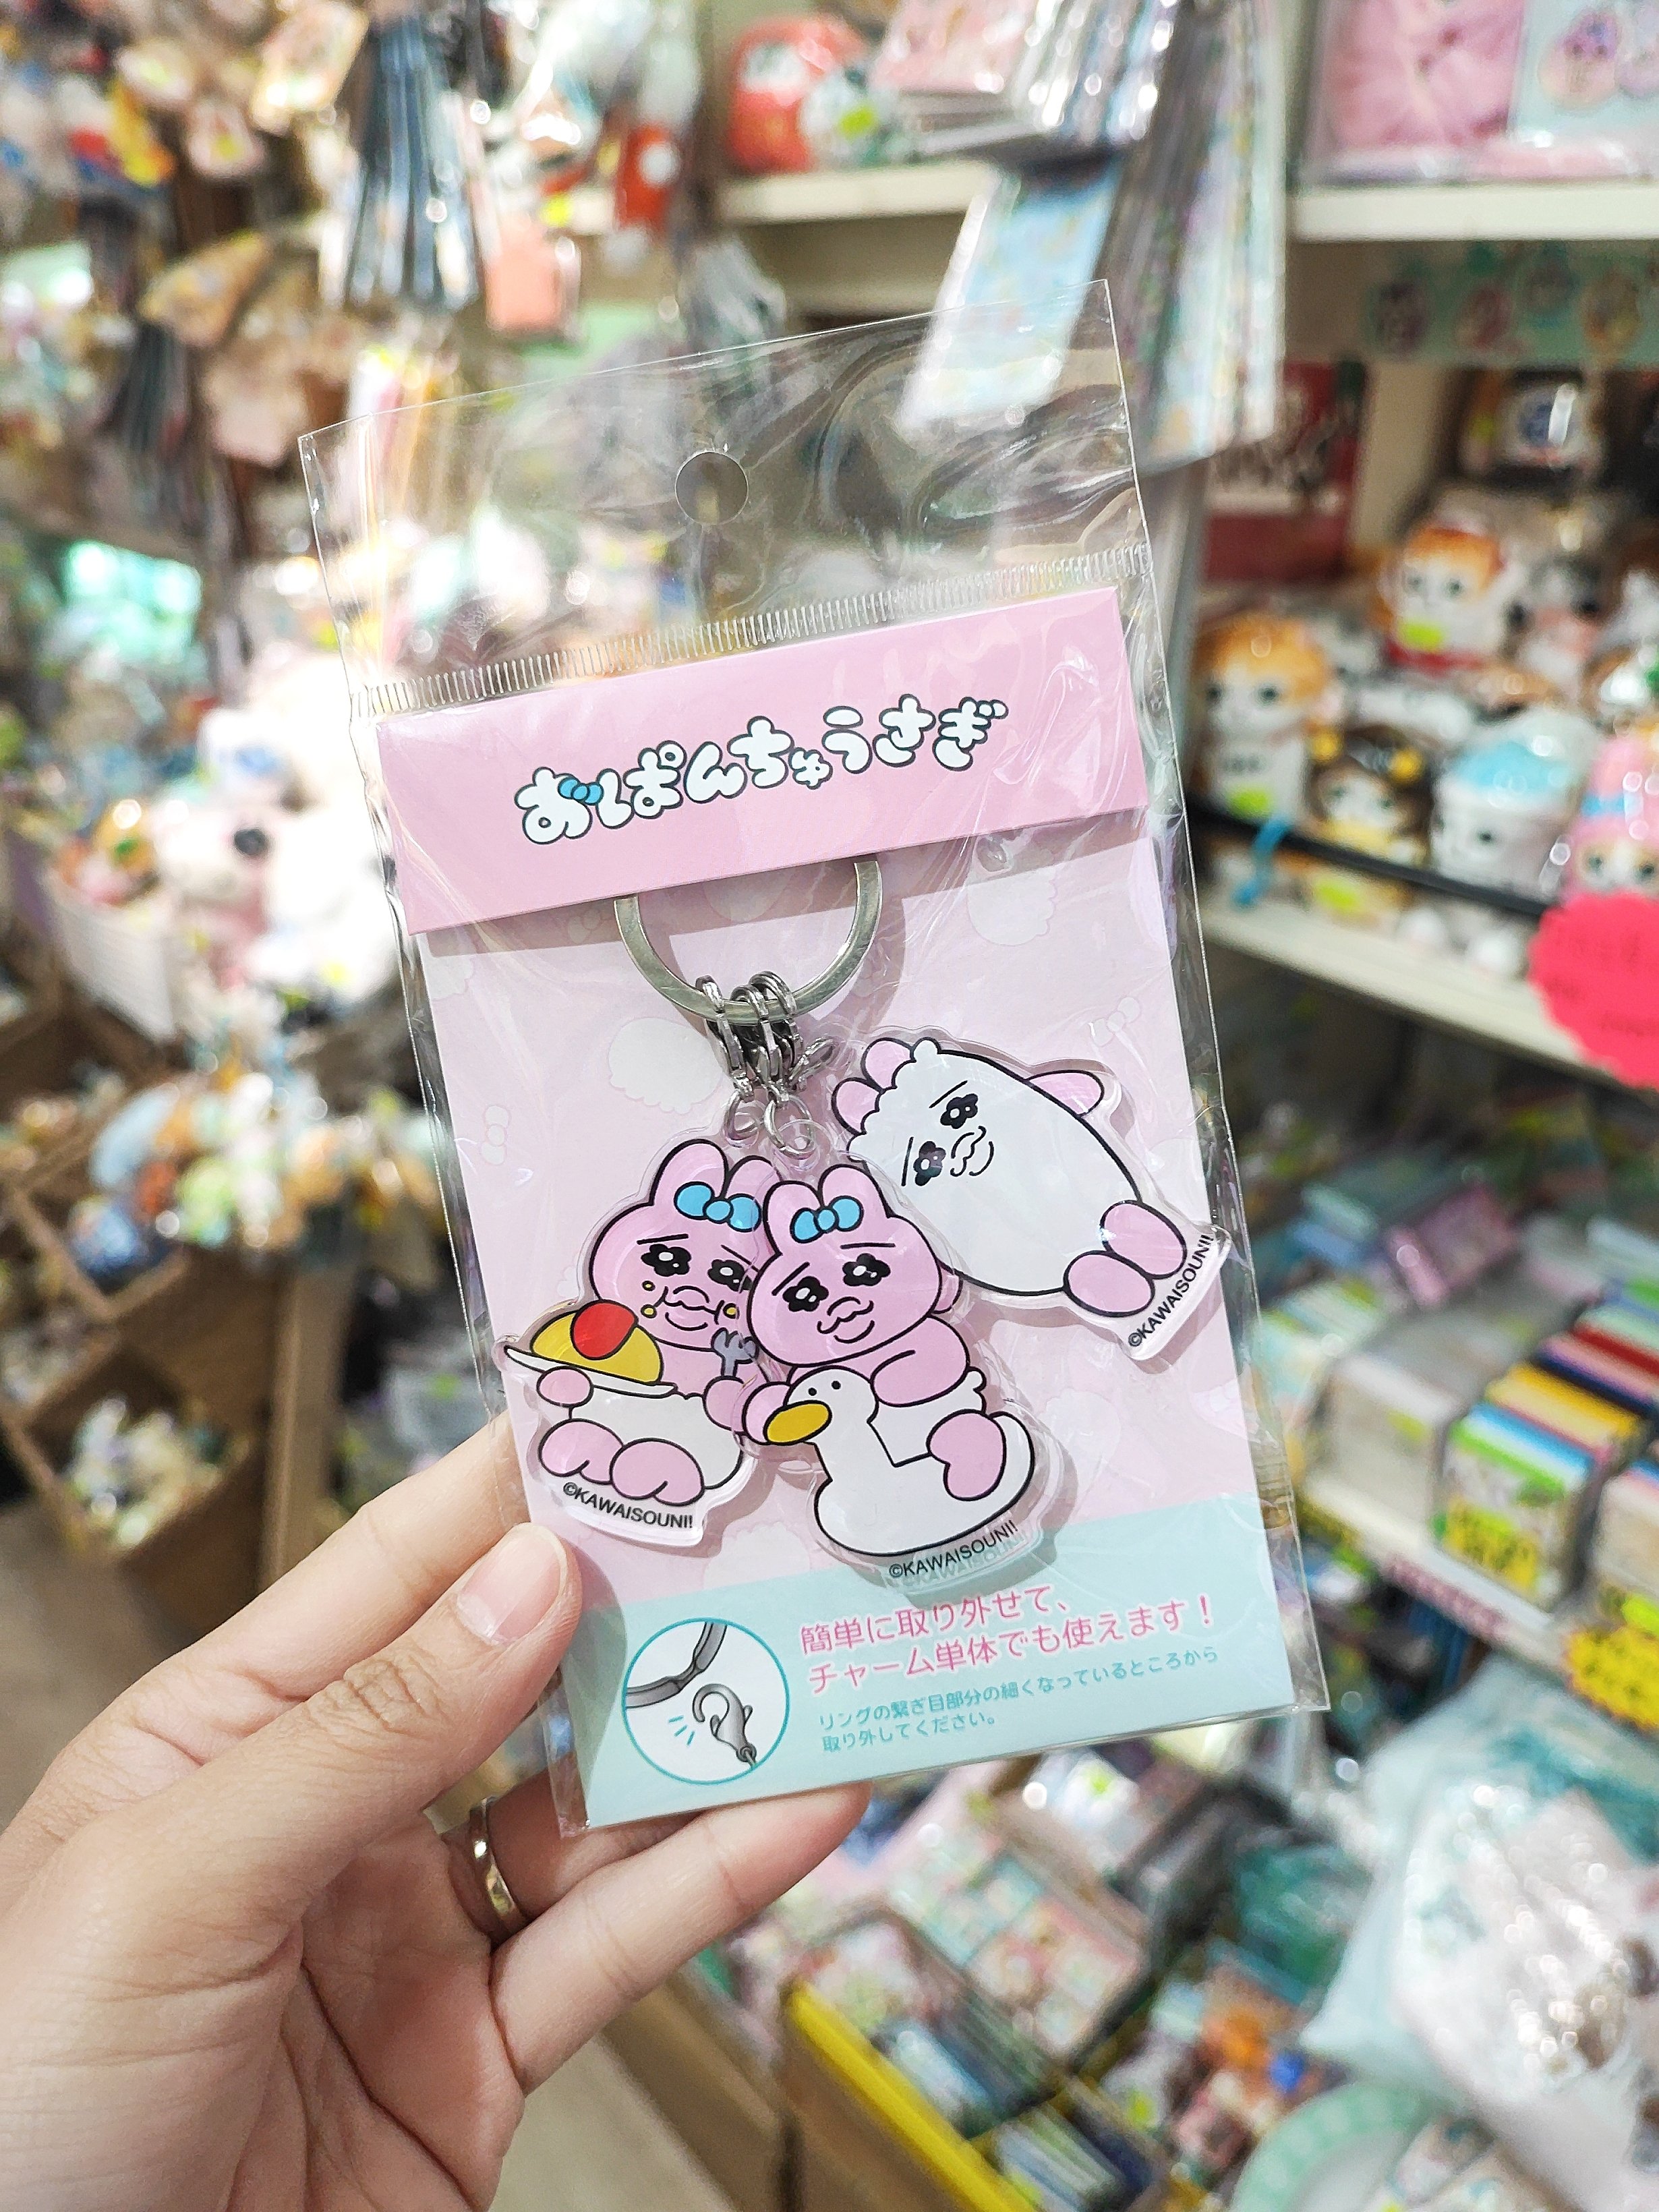 おぱんちゅうさぎ
©KAWAISOUNI!
©KAWAISOUNI!
©KAWAISOUNI!
簡単に取り外せて、
チャーム単体でも使えます！
リングの繋ぎ目部分の細くなっているところから
取り外してください。